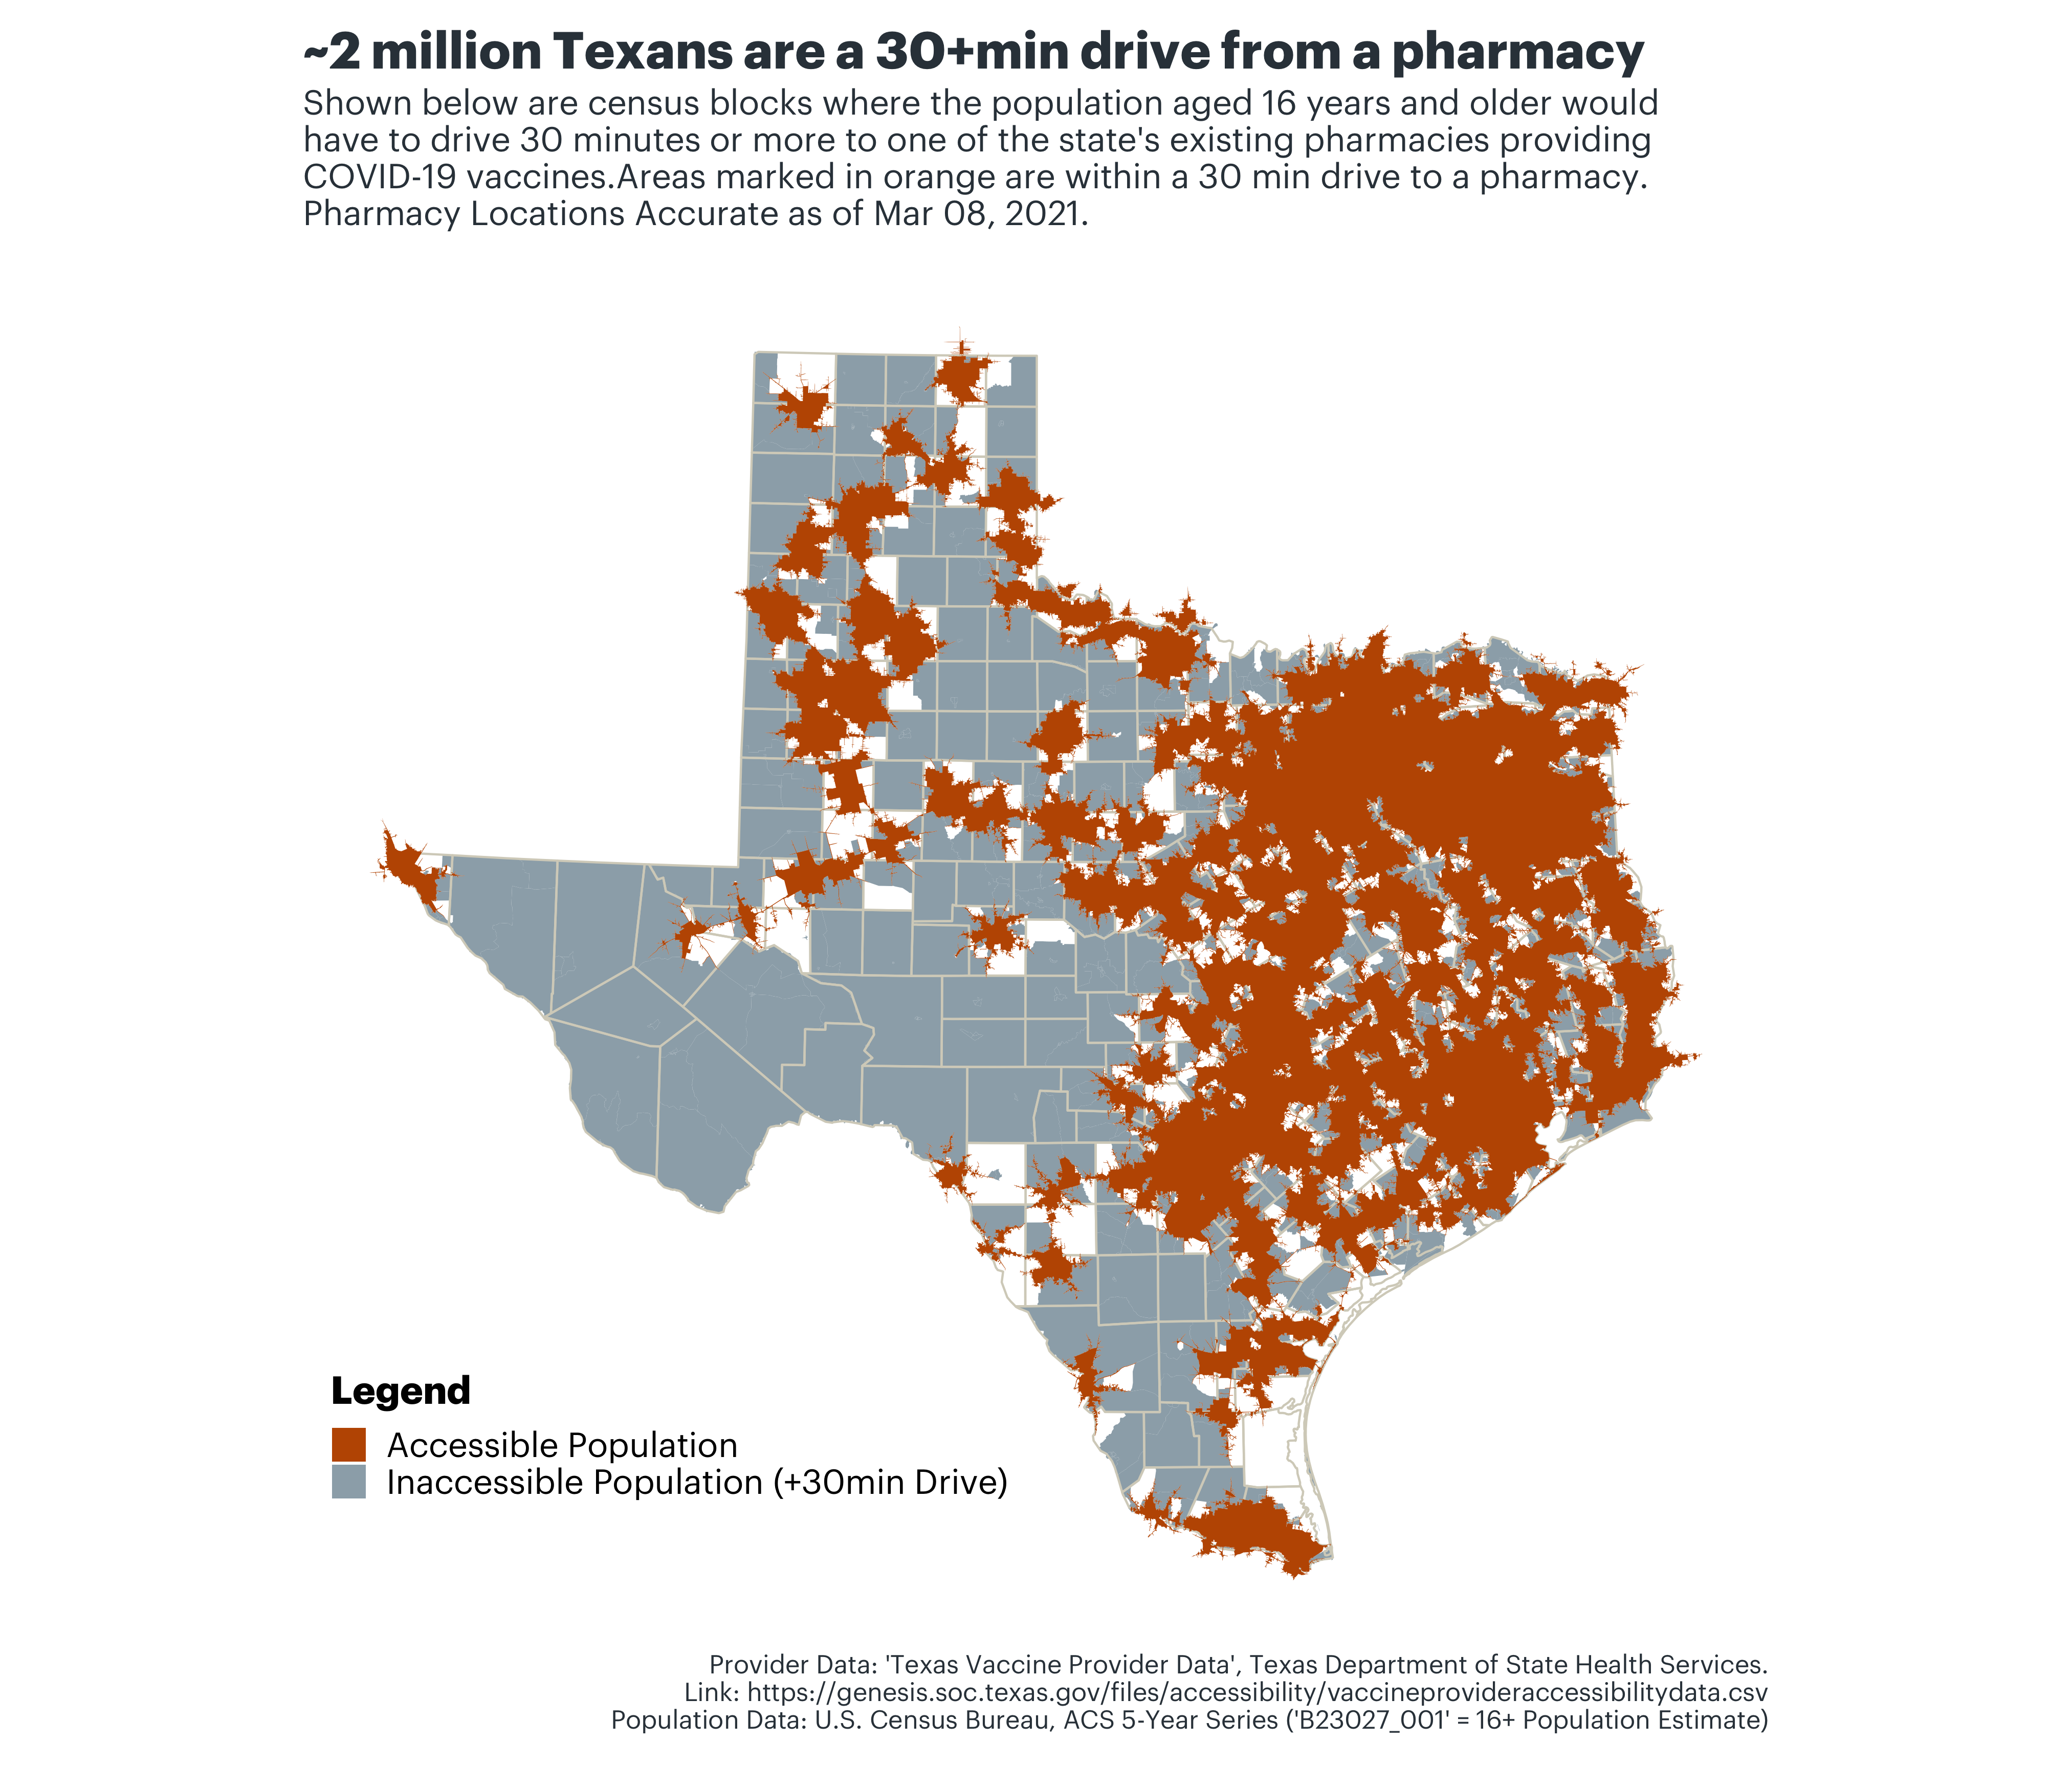 ~2 million Texans are a 30+min drive from a pharmacy
Shown below are census blocks where the population aged 16 years and older would
have to drive 30 minutes or more to one of the state's existing pharmacies providing
COVID-19 vaccines.Areas marked in orange are within a 30 min drive to a pharmacy.
Pharmacy Locations Accurate as of Mar 08, 2021.
Legend
Accessible Population
Inaccessible Population (+30min Drive)
Provider Data: 'Texas Vaccine Provider Data', Texas Department of State Health Services.
Link: https://genesis.soc.texas.gov/files/accessibility/vaccineprovideraccessibilitydata.csv
Population Data: U.S. Census Bureau, ACS 5-Year Series ('B23027_001' = 16+ Population Estimate)